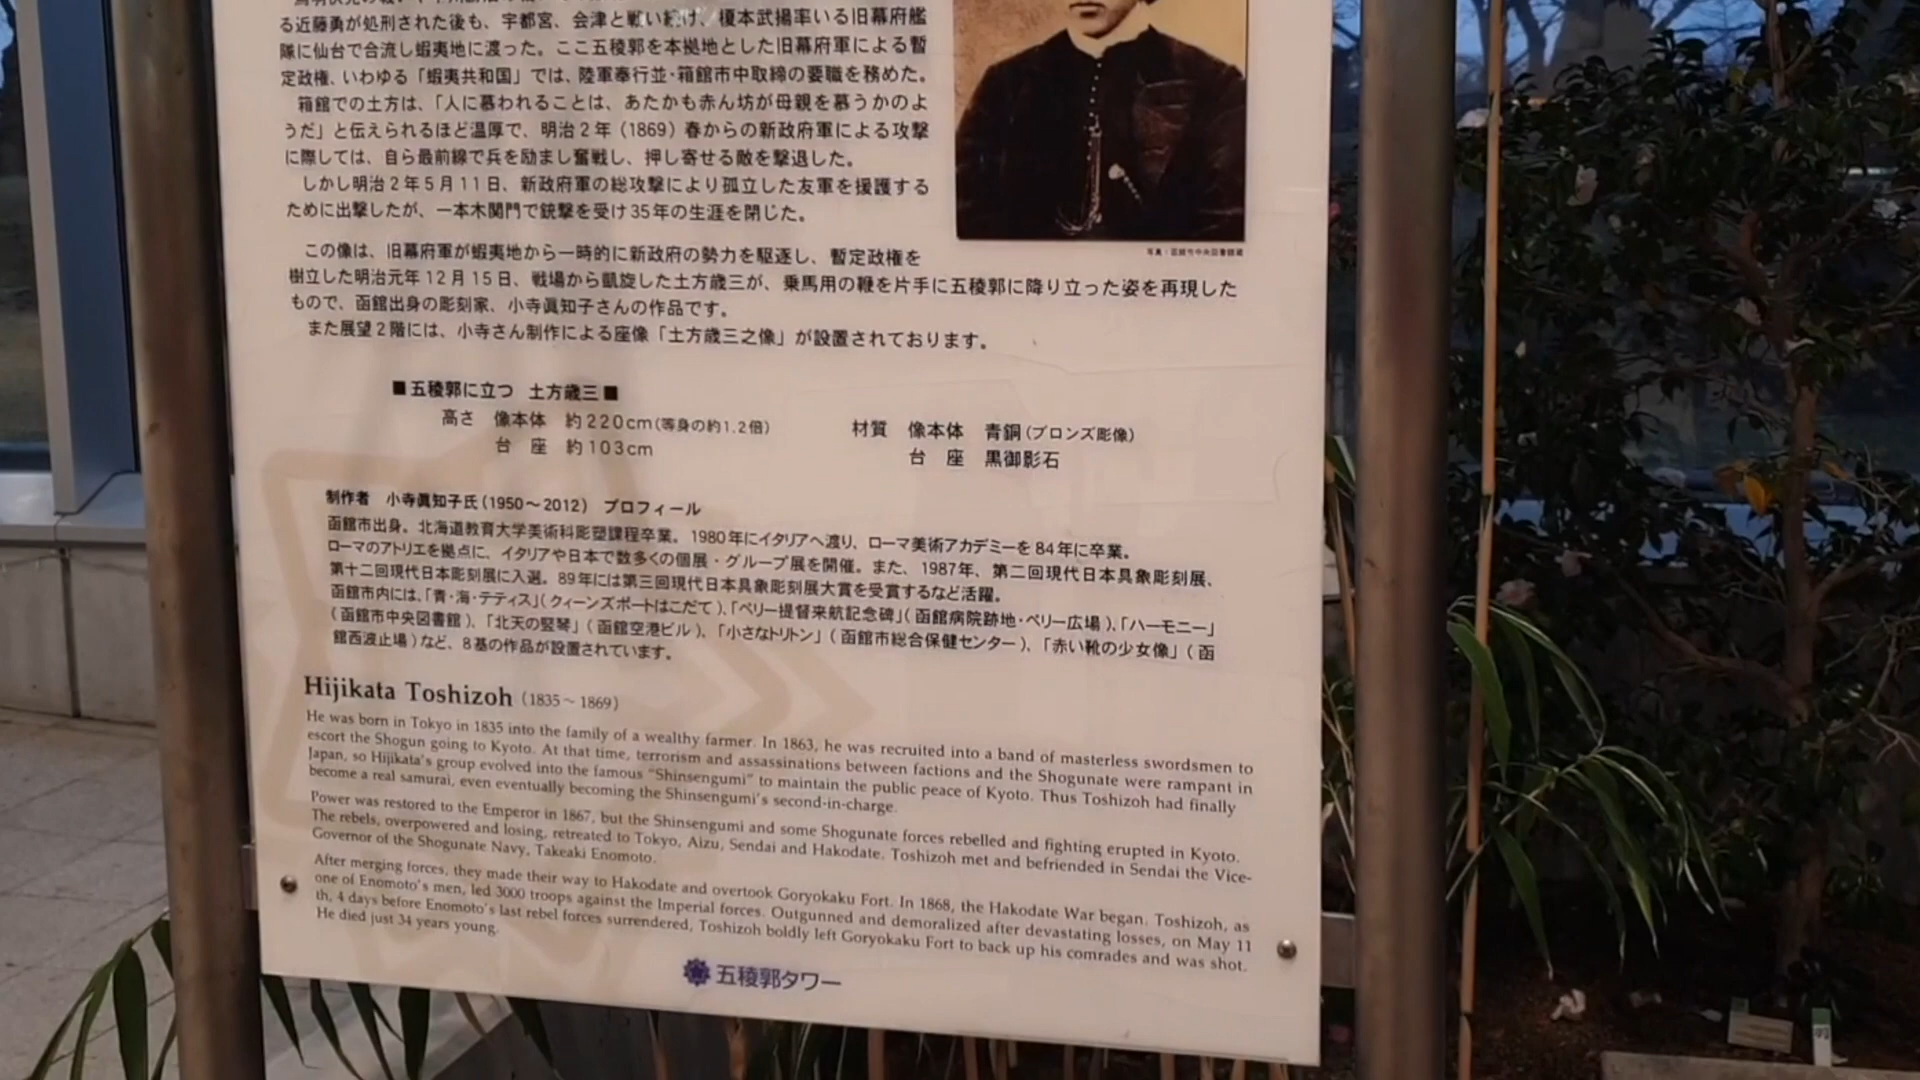 る近藤勇が処刑された後も、宇都宮、会津と戦い続け、榎本武揚率いる旧幕府艦
隊に仙台で合流し蝦夷地に渡った。ここ五稜郭を本拠地とした旧幕府軍による暫
定政権、いわゆる「蝦夷共和国」では、陸軍奉行並・箱館市中取締の要職を務めた。
箱館での土方は、「人に慕われることは、あたかも赤ん坊が母親を慕うかのよ
うだ」と伝えられるほど温厚で、明治2年(1869)春からの新政府軍による攻撃
に際しては、自ら最前線で兵を励まし奮戦し、押し寄せる敵を撃退した。
しかし明治2年5月11日、新政府軍の総攻撃により孤立した友軍を援護する
ために出撃したが、一本木関門で銃撃を受け35年の生涯を閉じた。
写真:函館市中央図書館蔵
この像は、旧幕府軍が蝦夷地から一時的に新政府の勢力を駆逐し、暫定政権を
樹立した明治元年12月15日、戦場から凱旋した土方歳三が、乗馬用の鞭を片手に五稜郭に降り立った姿を再現した
もので、函館出身の彫刻家、小寺眞知子さんの作品です。
また展望2階には、小寺さん制作による座像「土方歳三之像」が設置されております。
■五稜郭に立つ 土方歳三■
高さ 像本体 約220cm(等身の約1.2倍)
台 座 約103cm
材質 像本体 青銅(ブロンズ彫像)
台 座 黒御影石
制作者 小寺眞知子氏(1950～2012) プロフィール
函館市出身。北海道教育大学美術科彫塑課程卒業。1980年にイタリアへ渡り、ローマ美術アカデミーを84年に卒業。
ローマのアトリエを拠点に、イタリアや日本で数多くの個展・グループ展を開催。また、1987年、第二回現代日本具象彫刻展、
第十二回現代日本彫刻展に入選。89年には第三回現代日本具象彫刻展大賞を受賞するなど活躍。
函館市内には、「青・海・テティス」(クィーンズポートはこだて)、「ペリー提督来航記念碑」(函館病院跡地・ペリー広場)、「ハーモニー」
(函館市中央図書館)、「北天の竪琴」(函館空港ビル)、「小さなトリトン」(函館市総合保健センター)、「赤い靴の少女像」(函
館西波止場)など、8基の作品が設置されています。
Hijikata Toshizoh (1835～1869)
He was born in Tokyo in 1835 into the family of a wealthy farmer. In 1863, he was recruited into a band of masterless swordsmen to
escort the Shogun going to Kyoto. At that time, terrorism and assassinations between factions and the Shogunate were rampant in
Japan, so Hijikata's group evolved into the famous "Shinsengumi" to maintain the public peace of Kyoto. Thus Toshizoh had finally
become a real samurai, even eventually becoming the Shinsengumi's second-in-charge.
Power was restored to the Emperor in 1867, but the Shinsengumi and some Shogunate forces rebelled and fighting erupted in Kyoto.
The rebels, overpowered and losing, retreated to Tokyo, Aizu, Sendai and Hakodate. Toshizoh met and befriended in Sendai the Vice-
Governor of the Shogunate Navy, Takeaki Enomoto.
After merging forces, they made their way to Hakodate and overtook Goryokaku Fort. In 1868, the Hakodate War began. Toshizoh, as
one of Enomoto's men, led 3000 troops against the Imperial forces. Outgunned and demoralized after devastating losses, on May 11
th, 4 days before Enomoto's last rebel forces surrendered, Toshizoh boldly left Goryokaku Fort to back up his comrades and was shot.
He died just 34 years young.
五稜郭タワー